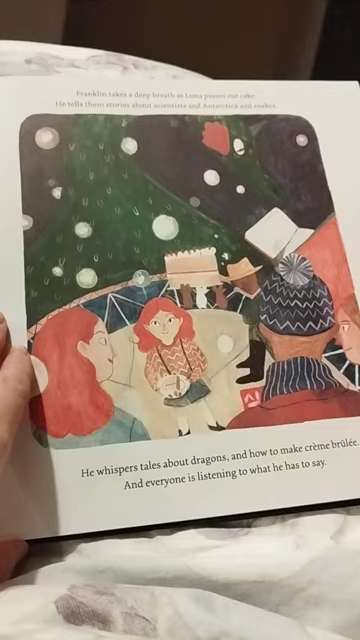 Franklin takes a deep breath as Luna passes out cake.
He tells them stories about scientists and Antarctica and snakes.
He whispers tales about dragons, and how to make crème brûlée.
And everyone is listening to what he has to say.